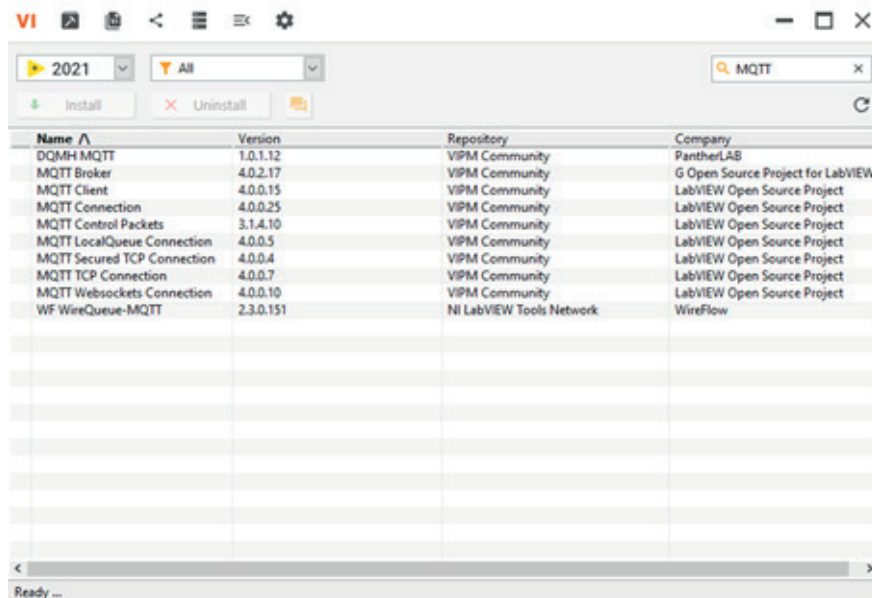 VI
2021 All MQTT
Install Uninstall
Name Version Repository Company
DQMH MQTT 1.0.1.12 VIPM Community PantherLAB
MQTT Broker 4.0.2.17 VIPM Community G Open Source Project for LabVIEW
MQTT Client 4.0.0.15 VIPM Community LabVIEW Open Source Project
MQTT Connection 4.0.0.25 VIPM Community LabVIEW Open Source Project
MQTT Control Packets 3.1.4.10 VIPM Community LabVIEW Open Source Project
MQTT LocalQueue Connection 4.0.0.5 VIPM Community LabVIEW Open Source Project
MQTT Secured TCP Connection 4.0.0.4 VIPM Community LabVIEW Open Source Project
MQTT TCP Connection 4.0.0.7 VIPM Community LabVIEW Open Source Project
MQTT Websockets Connection 4.0.0.10 VIPM Community LabVIEW Open Source Project
WF WireQueue-MQTT 2.3.0.151 NI LabVIEW Tools Network WireFlow
Ready ...